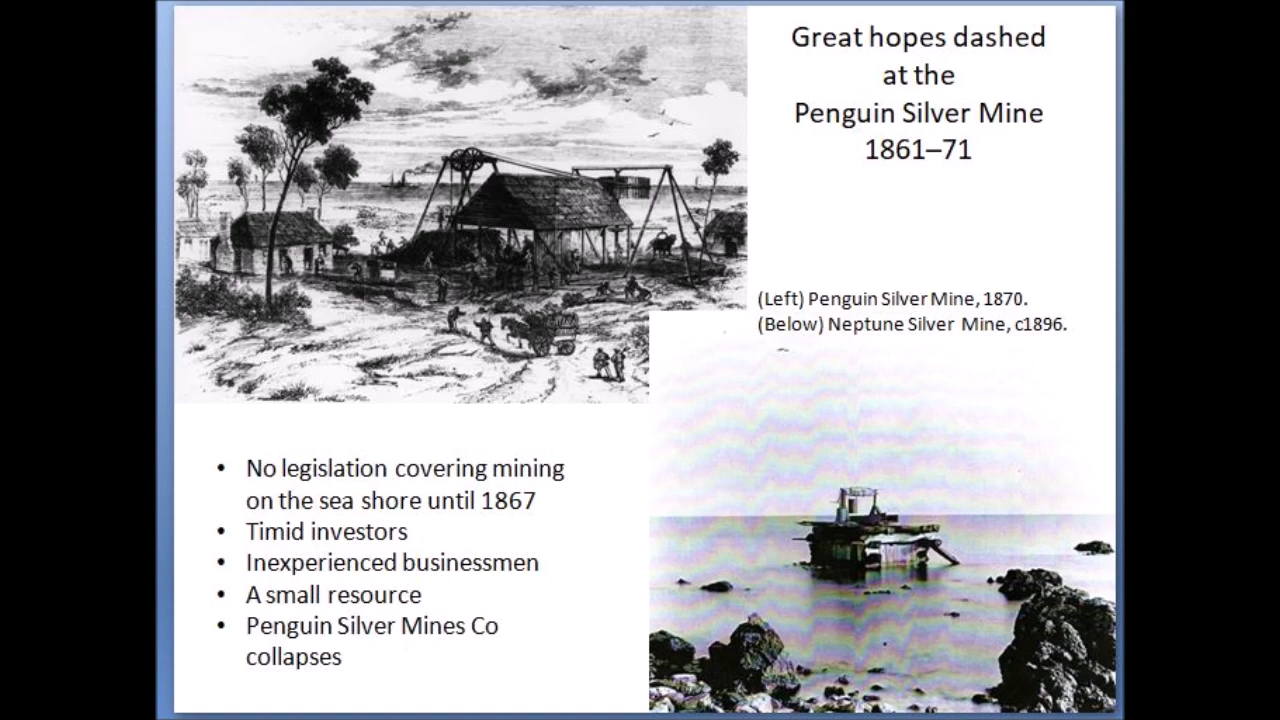 Great hopes dashed
at the
Penguin Silver Mine
1861–71
(Left) Penguin Silver Mine, 1870.
(Below) Neptune Silver Mine, c1896.
• No legislation covering mining
on the sea shore until 1867
• Timid investors
• Inexperienced businessmen
• A small resource
• Penguin Silver Mines Co
collapses